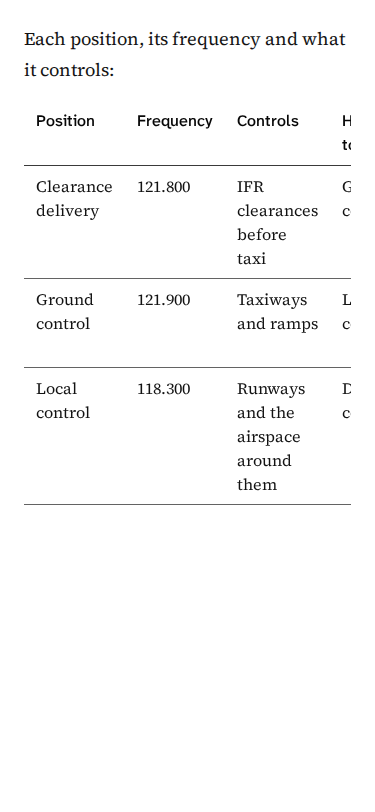 Each position, its frequency and what
it controls:
Position Frequency Controls
Clearance 121.800 IFR
delivery clearances
before
taxi
Ground 121.900 Taxiways
control and ramps
Local 118.300 Runways
control and the
airspace
around
them